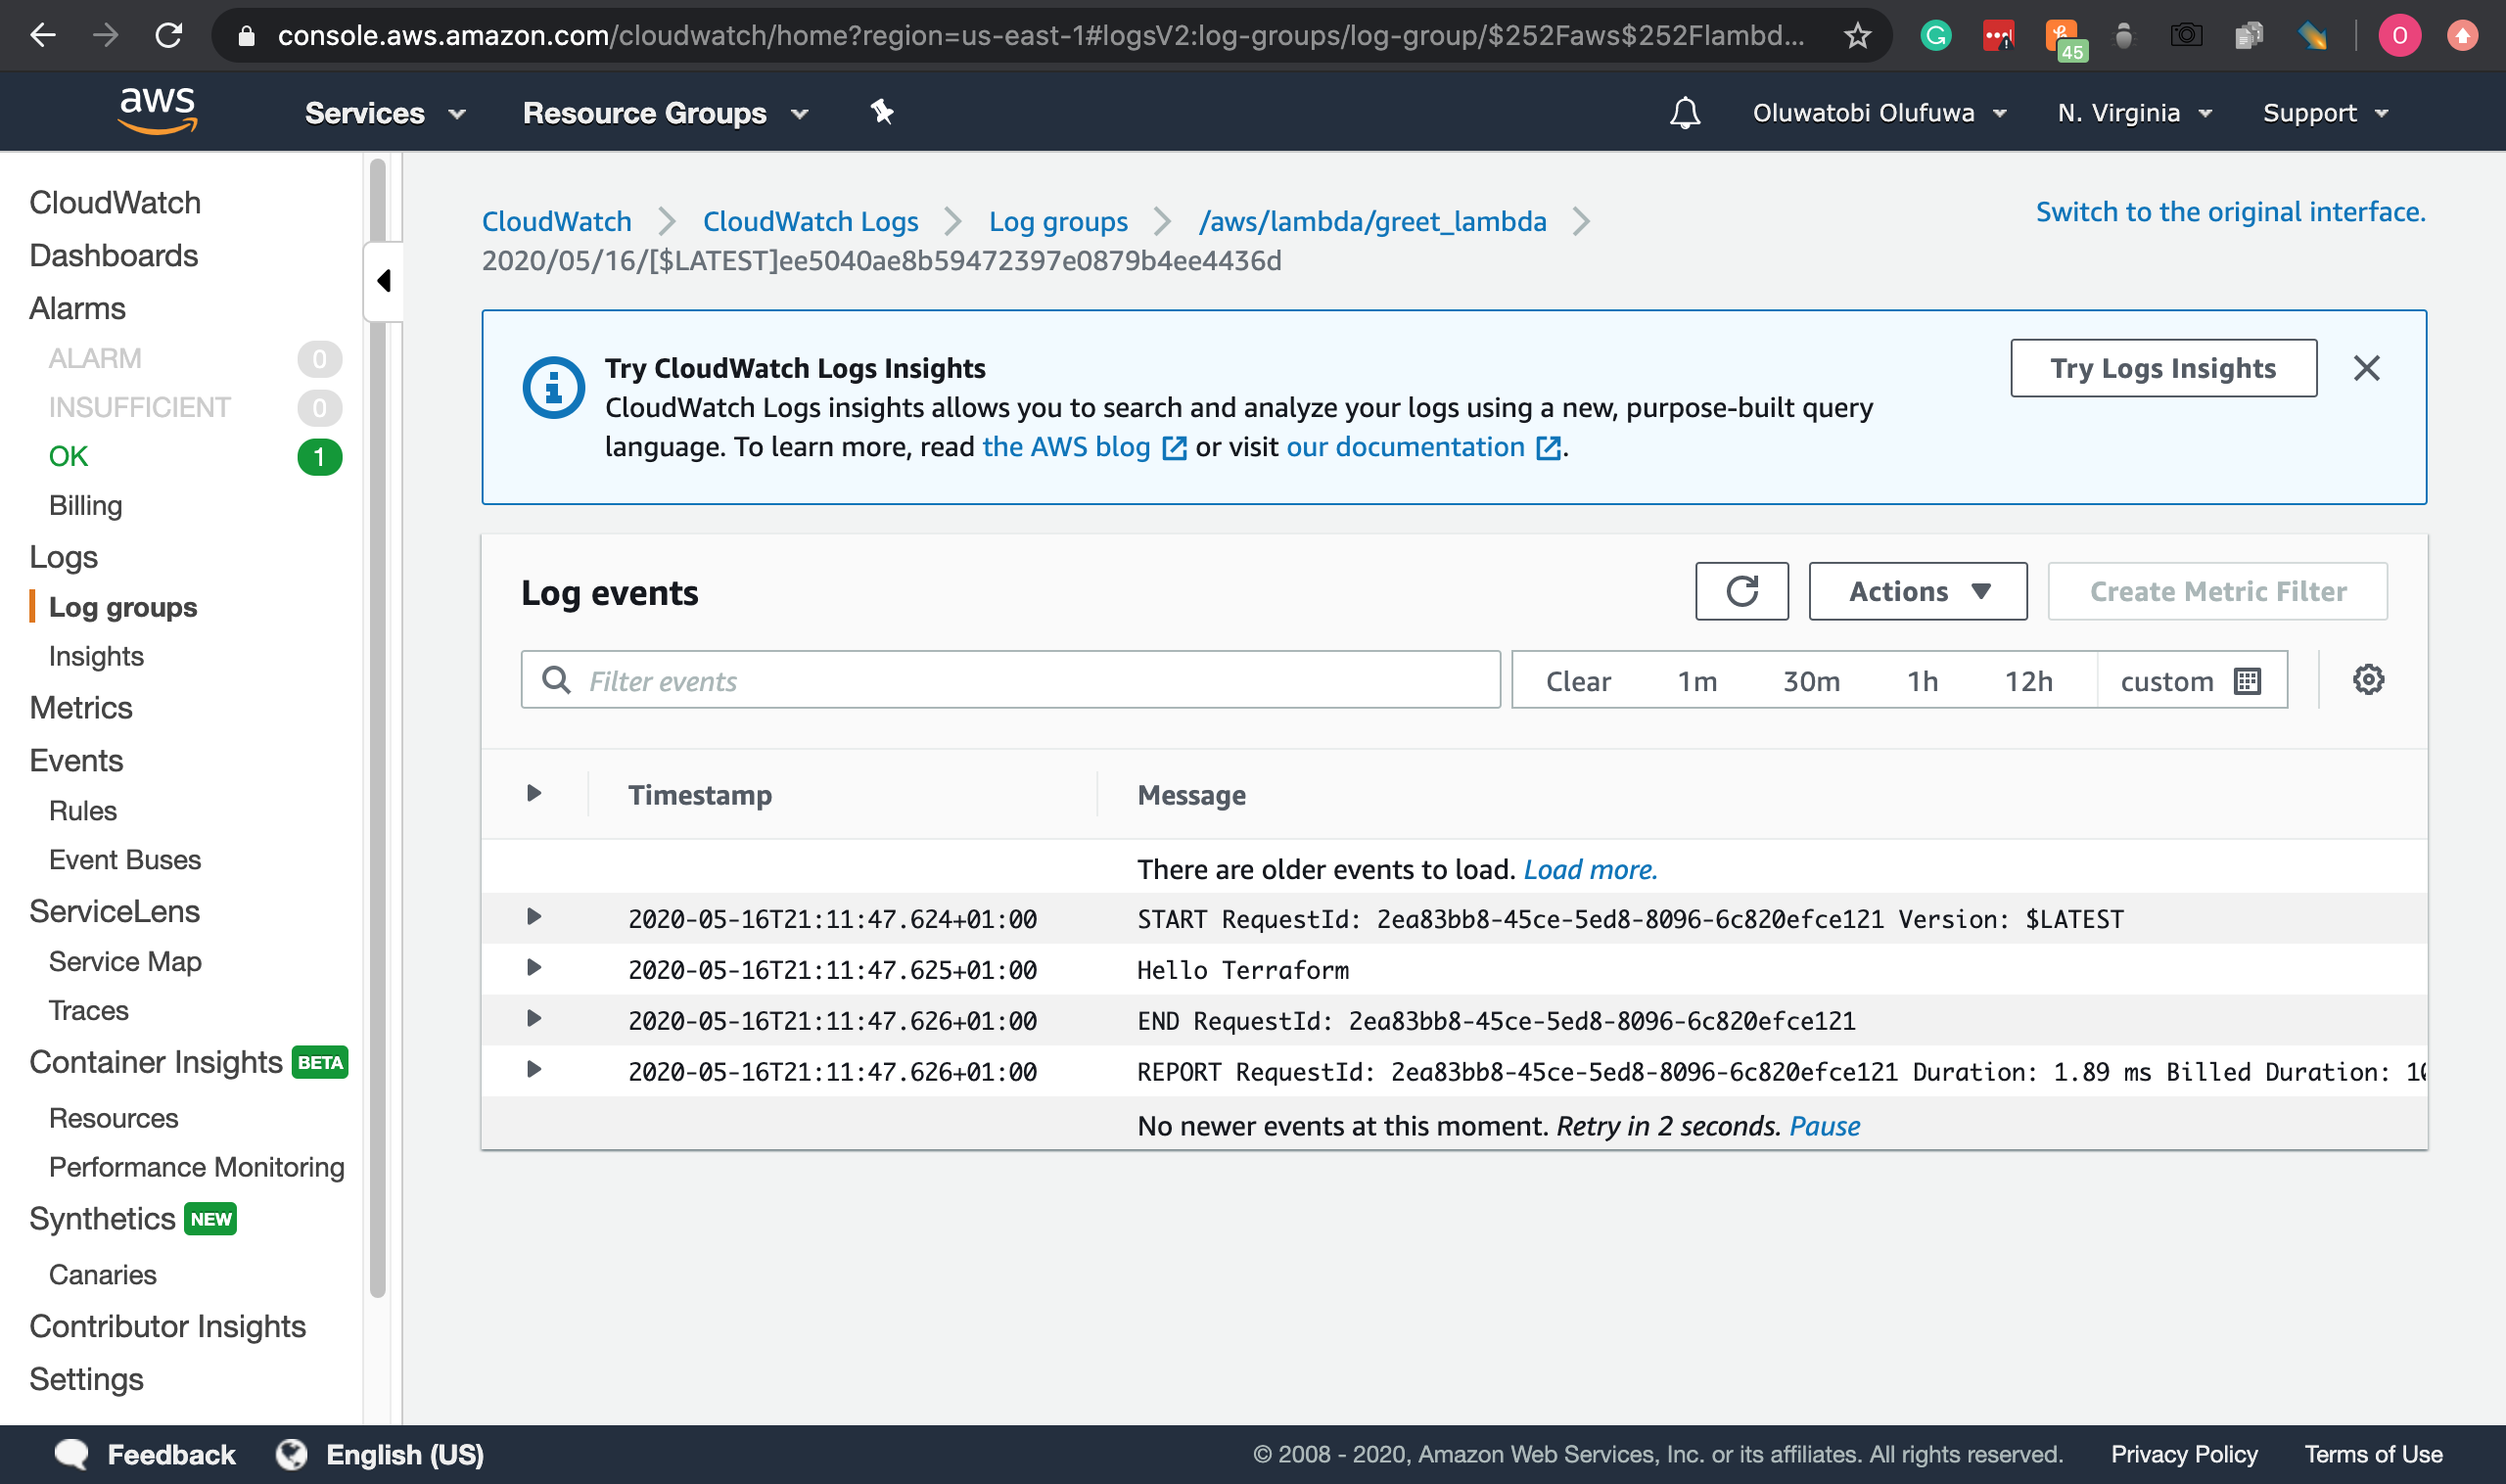 console.aws.amazon.com/cloudwatch/home?region=us-east-1#logsV2:log-groups/log-group/$252Faws$252Flambd...
45
O
aws
Services
Resource Groups
Oluwatobi Olufuwa
N. Virginia
Support
CloudWatch
Dashboards
Alarms
ALARM 0
INSUFFICIENT 0
OK 1
Billing
Logs
Log groups
Insights
Metrics
Events
Rules
Event Buses
ServiceLens
Service Map
Traces
Container Insights BETA
Resources
Performance Monitoring
Synthetics NEW
Canaries
Contributor Insights
Settings
CloudWatch > CloudWatch Logs > Log groups > /aws/lambda/greet_lambda >
2020/05/16/[$LATEST]ee5040ae8b59472397e0879b4ee4436d
Switch to the original interface.
Try CloudWatch Logs Insights
CloudWatch Logs insights allows you to search and analyze your logs using a new, purpose-built query
language. To learn more, read the AWS blog or visit our documentation.
Try Logs Insights
Log events
Actions
Create Metric Filter
Filter events
Clear 1m 30m 1h 12h custom
Timestamp Message
There are older events to load. Load more.
2020-05-16T21:11:47.624+01:00 START RequestId: 2ea83bb8-45ce-5ed8-8096-6c820efce121 Version: $LATEST
2020-05-16T21:11:47.625+01:00 Hello Terraform
2020-05-16T21:11:47.626+01:00 END RequestId: 2ea83bb8-45ce-5ed8-8096-6c820efce121
2020-05-16T21:11:47.626+01:00 REPORT RequestId: 2ea83bb8-45ce-5ed8-8096-6c820efce121 Duration: 1.89 ms Billed Duration:
No newer events at this moment. Retry in 2 seconds. Pause
Feedback
English (US)
© 2008 - 2020, Amazon Web Services, Inc. or its affiliates. All rights reserved.
Privacy Policy
Terms of Use